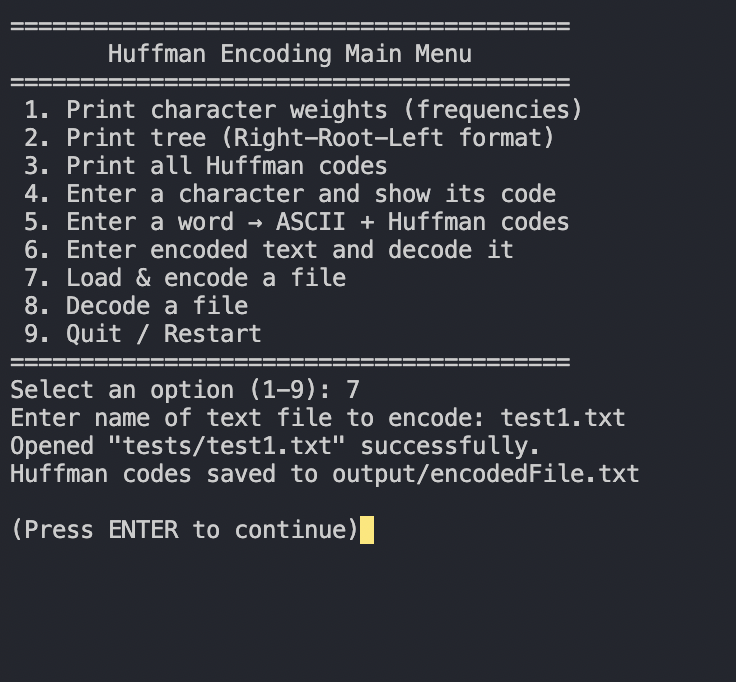 ========================================
Huffman Encoding Main Menu
========================================
1. Print character weights (frequencies)
2. Print tree (Right-Root-Left format)
3. Print all Huffman codes
4. Enter a character and show its code
5. Enter a word → ASCII + Huffman codes
6. Enter encoded text and decode it
7. Load & encode a file
8. Decode a file
9. Quit / Restart
========================================
Select an option (1-9): 7
Enter name of text file to encode: test1.txt
Opened "tests/test1.txt" successfully.
Huffman codes saved to output/encodedFile.txt
(Press ENTER to continue)